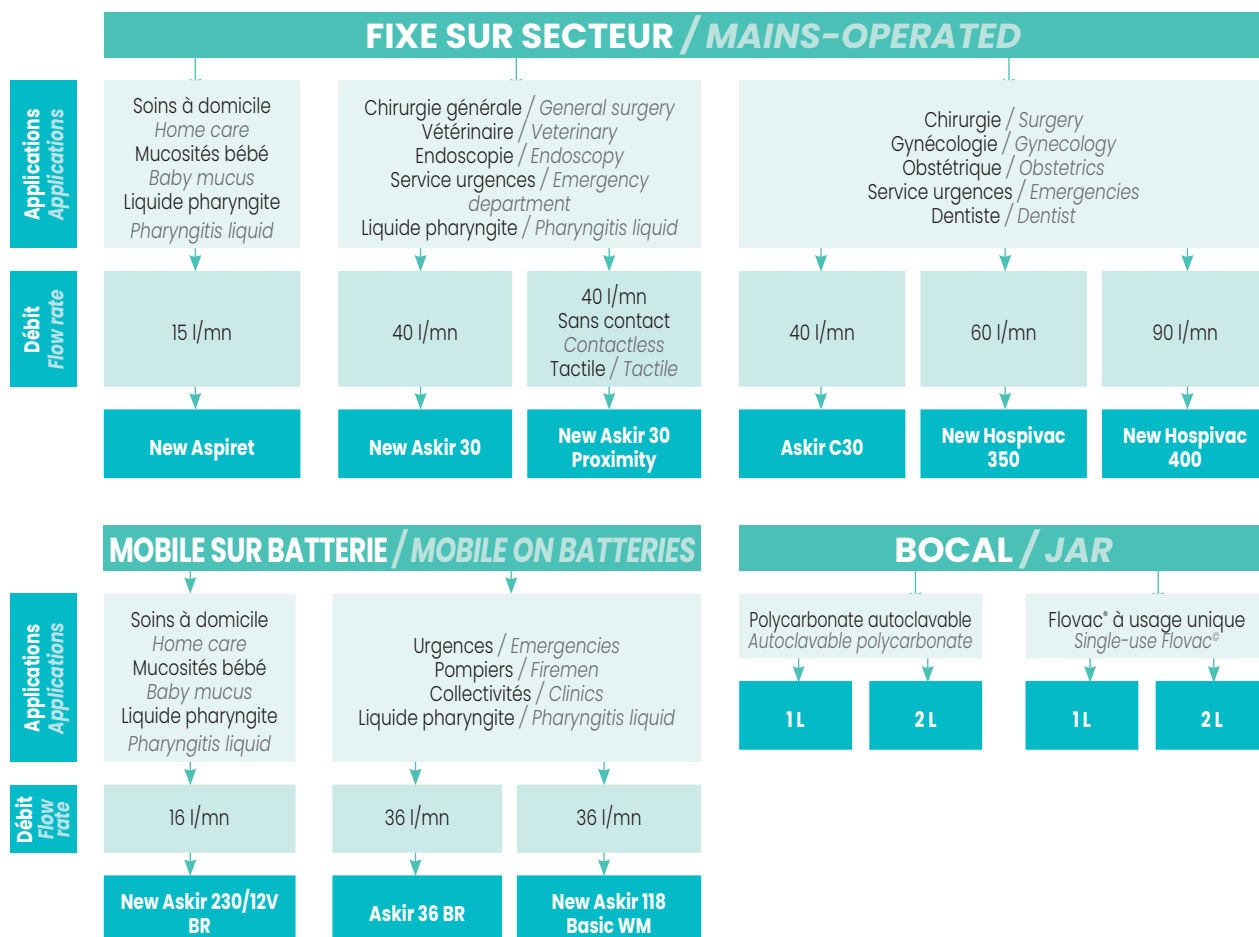 FIXE SUR SECTEUR / MAINS-OPERATED
Applications
Applications
Soins à domicile
Home care
Mucosités bébé
Baby mucus
Liquide pharyngite
Pharyngitis liquid
Chirurgie générale / General surgery
Vétérinaire / Veterinary
Endoscopie / Endoscopy
Service urgences / Emergency
department
Liquide pharyngite / Pharyngitis liquid
Chirurgie / Surgery
Gynécologie / Gynecology
Obstétrique / Obstetrics
Service urgences / Emergencies
Dentiste / Dentist
Débit
Flow rate
15 l/mn
40 l/mn
40 l/mn
Sans contact
Contactless
Tactile / Tactile
40 l/mn
60 l/mn
90 l/mn
New Aspiret
New Askir 30
New Askir 30
Proximity
Askir C30
New Hospivac
350
New Hospivac
400
MOBILE SUR BATTERIE / MOBILE ON BATTERIES
Applications
Applications
Soins à domicile
Home care
Mucosités bébé
Baby mucus
Liquide pharyngite
Pharyngitis liquid
Urgences / Emergencies
Pompiers / Firemen
Collectivités / Clinics
Liquide pharyngite / Pharyngitis liquid
Débit
Flow
rate
16 l/mn
36 l/mn
36 l/mn
New Askir 230/12V
BR
Askir 36 BR
New Askir 118
Basic WM
BOCAL / JAR
Polycarbonate autoclavable
Autoclavable polycarbonate
Flovac® à usage unique
Single-use Flovac©
1 L
2 L
1 L
2 L